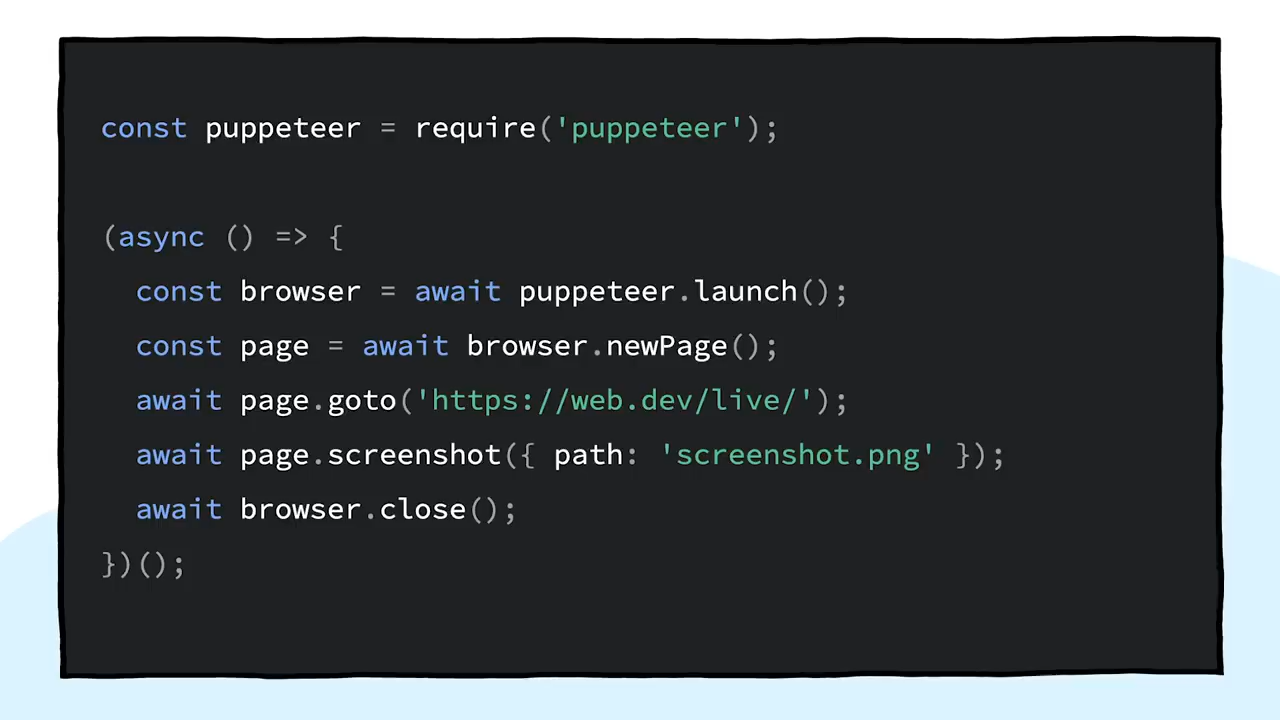 const puppeteer = require('puppeteer');
(async () => {
  const browser = await puppeteer.launch();
  const page = await browser.newPage();
  await page.goto('https://web.dev/live/');
  await page.screenshot({ path: 'screenshot.png' });
  await browser.close();
})();